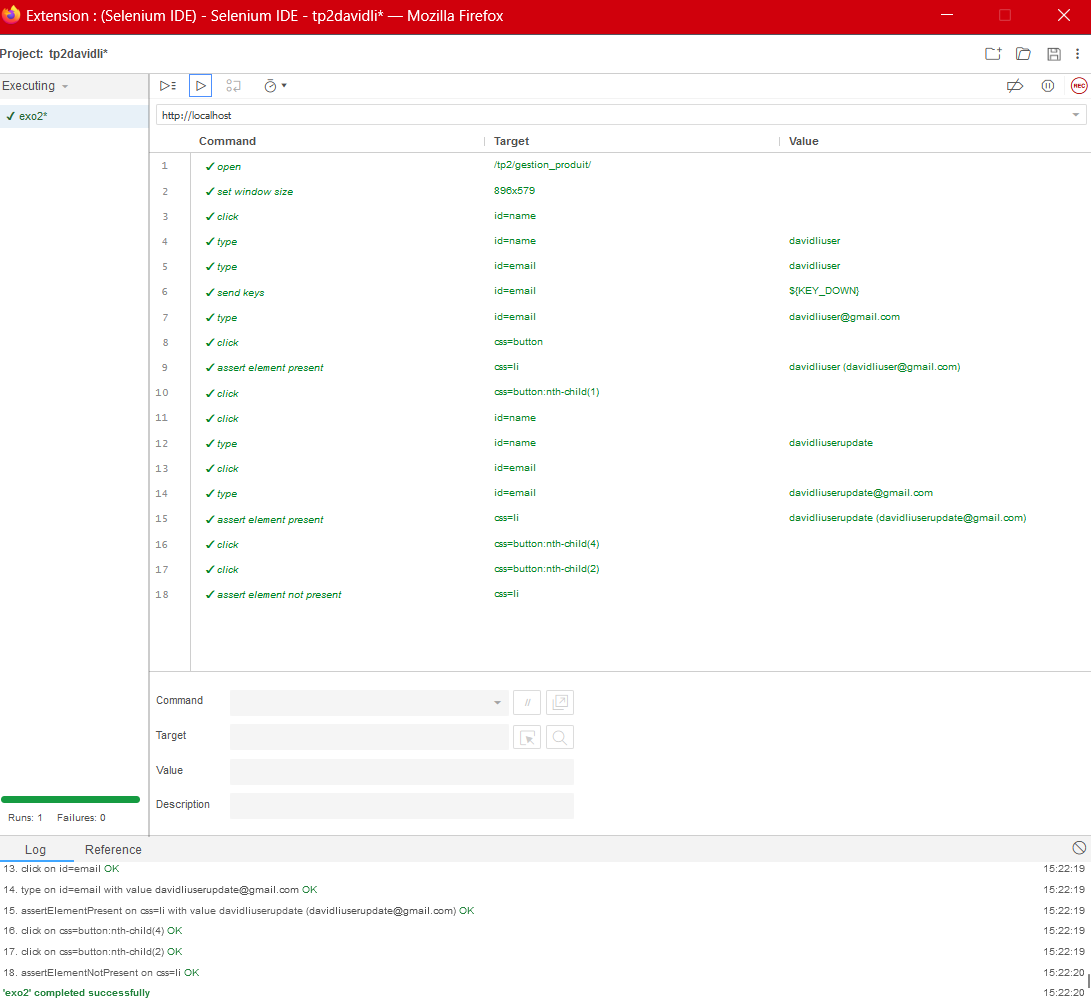 Extension : (Selenium IDE) - Selenium IDE - tp2davidli* — Mozilla Firefox
Project: tp2davidli*
Executing
✓ exo2*
http://localhost
REC
Command Target Value
1 ✓ open /tp2/gestion_produit/
2 ✓ set window size 896x579
3 ✓ click id=name
4 ✓ type id=name davidliuser
5 ✓ type id=email davidliuser
6 ✓ send keys id=email ${KEY_DOWN}
7 ✓ type id=email davidliuser@gmail.com
8 ✓ click css=button
9 ✓ assert element present css=li davidliuser (davidliuser@gmail.com)
10 ✓ click css=button:nth-child(1)
11 ✓ click id=name
12 ✓ type id=name davidliuserupdate
13 ✓ click id=email
14 ✓ type id=email davidliuserupdate@gmail.com
15 ✓ assert element present css=li davidliuserupdate (davidliuserupdate@gmail.com)
16 ✓ click css=button:nth-child(4)
17 ✓ click css=button:nth-child(2)
18 ✓ assert element not present css=li
Command //
Target
Value
Description
Runs: 1 Failures: 0
Log Reference
13. click on id=email OK 15:22:19
14. type on id=email with value davidliuserupdate@gmail.com OK 15:22:19
15. assertElementPresent on css=li with value davidliuserupdate (davidliuserupdate@gmail.com) OK 15:22:19
16. click on css=button:nth-child(4) OK 15:22:19
17. click on css=button:nth-child(2) OK 15:22:19
18. assertElementNotPresent on css=li OK 15:22:20
'exo2' completed successfully 15:22:20